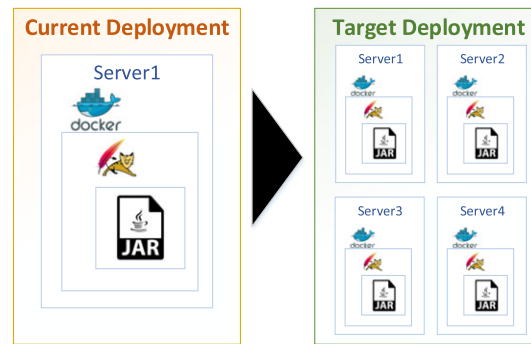 Current Deployment
Server1
docker
JAR
Target Deployment
Server1
docker
JAR
Server2
docker
JAR
Server3
docker
JAR
Server4
docker
JAR